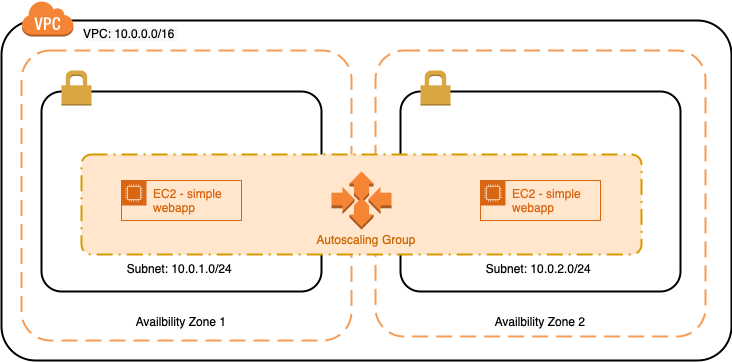 VPC
VPC: 10.0.0.0/16
EC2 - simple
webapp
EC2 - simple
webapp
Autoscaling Group
Subnet: 10.0.1.0/24
Subnet: 10.0.2.0/24
Availbility Zone 1
Availbility Zone 2